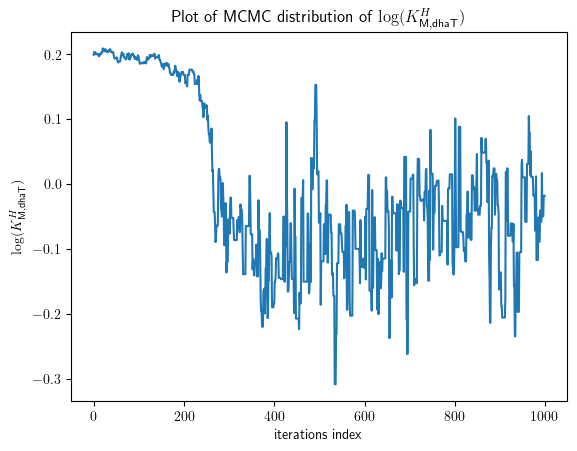 Plot of MCMC distribution of log(K^H_M,dhaT)
log(K^H_M,dhaT)
0.2
0.1
0.0
−0.1
−0.2
−0.3
0 200 400 600 800 1000
iterations index